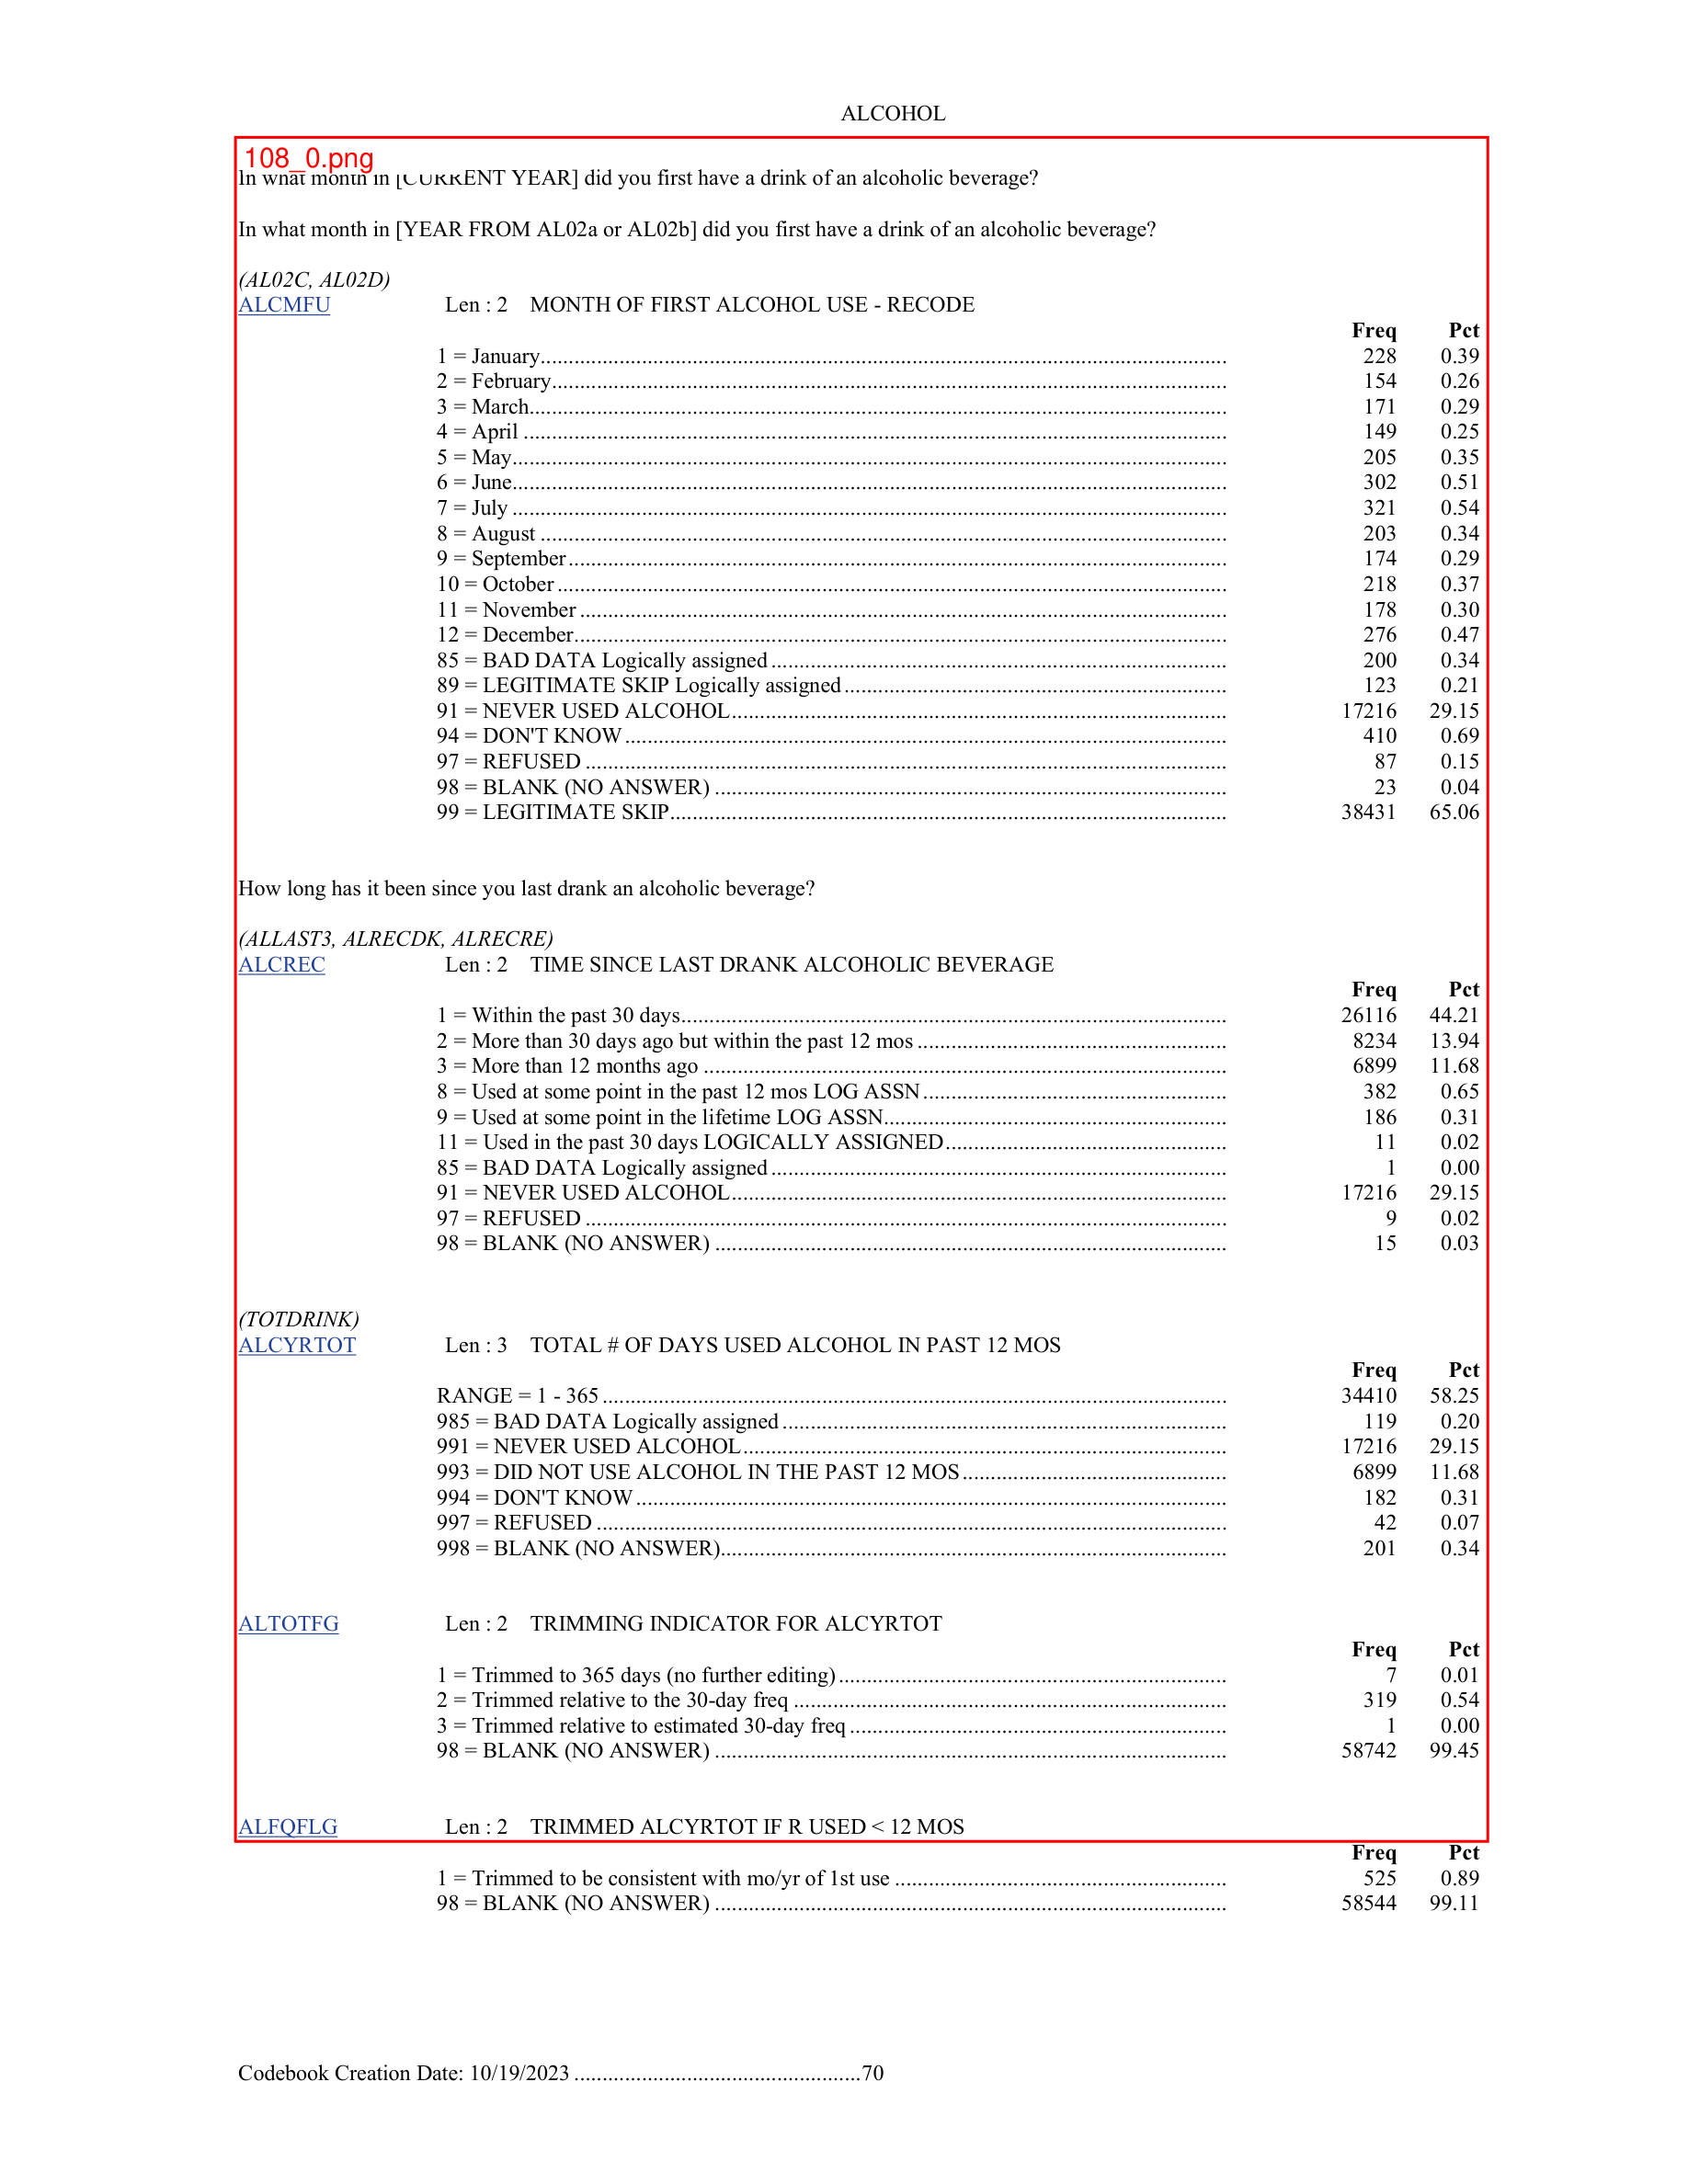 ALCOHOL
108_0.png
In what month in [CURRENT YEAR] did you first have a drink of an alcoholic beverage?
In what month in [YEAR FROM AL02a or AL02b] did you first have a drink of an alcoholic beverage?
(AL02C, AL02D)
ALCMFU Len : 2 MONTH OF FIRST ALCOHOL USE - RECODE
Freq Pct
1 = January 228 0.39
2 = February 154 0.26
3 = March 171 0.29
4 = April 149 0.25
5 = May 205 0.35
6 = June 302 0.51
7 = July 321 0.54
8 = August 203 0.34
9 = September 174 0.29
10 = October 218 0.37
11 = November 178 0.30
12 = December 276 0.47
85 = BAD DATA Logically assigned 200 0.34
89 = LEGITIMATE SKIP Logically assigned 123 0.21
91 = NEVER USED ALCOHOL 17216 29.15
94 = DON'T KNOW 410 0.69
97 = REFUSED 87 0.15
98 = BLANK (NO ANSWER) 23 0.04
99 = LEGITIMATE SKIP 38431 65.06
How long has it been since you last drank an alcoholic beverage?
(ALLAST3, ALRECDK, ALRECRE)
ALCREC Len : 2 TIME SINCE LAST DRANK ALCOHOLIC BEVERAGE
Freq Pct
1 = Within the past 30 days 26116 44.21
2 = More than 30 days ago but within the past 12 mos 8234 13.94
3 = More than 12 months ago 6899 11.68
8 = Used at some point in the past 12 mos LOG ASSN 382 0.65
9 = Used at some point in the lifetime LOG ASSN 186 0.31
11 = Used in the past 30 days LOGICALLY ASSIGNED 11 0.02
85 = BAD DATA Logically assigned 1 0.00
91 = NEVER USED ALCOHOL 17216 29.15
97 = REFUSED 9 0.02
98 = BLANK (NO ANSWER) 15 0.03
(TOTDRINK)
ALCYRTOT Len : 3 TOTAL # OF DAYS USED ALCOHOL IN PAST 12 MOS
Freq Pct
RANGE = 1 - 365 34410 58.25
985 = BAD DATA Logically assigned 119 0.20
991 = NEVER USED ALCOHOL 17216 29.15
993 = DID NOT USE ALCOHOL IN THE PAST 12 MOS 6899 11.68
994 = DON'T KNOW 182 0.31
997 = REFUSED 42 0.07
998 = BLANK (NO ANSWER) 201 0.34
ALTOTFG Len : 2 TRIMMING INDICATOR FOR ALCYRTOT
Freq Pct
1 = Trimmed to 365 days (no further editing) 7 0.01
2 = Trimmed relative to the 30-day freq 319 0.54
3 = Trimmed relative to estimated 30-day freq 1 0.00
98 = BLANK (NO ANSWER) 58742 99.45
ALFQFLG Len : 2 TRIMMED ALCYRTOT IF R USED < 12 MOS
Freq Pct
1 = Trimmed to be consistent with mo/yr of 1st use 525 0.89
98 = BLANK (NO ANSWER) 58544 99.11
Codebook Creation Date: 10/19/2023 70